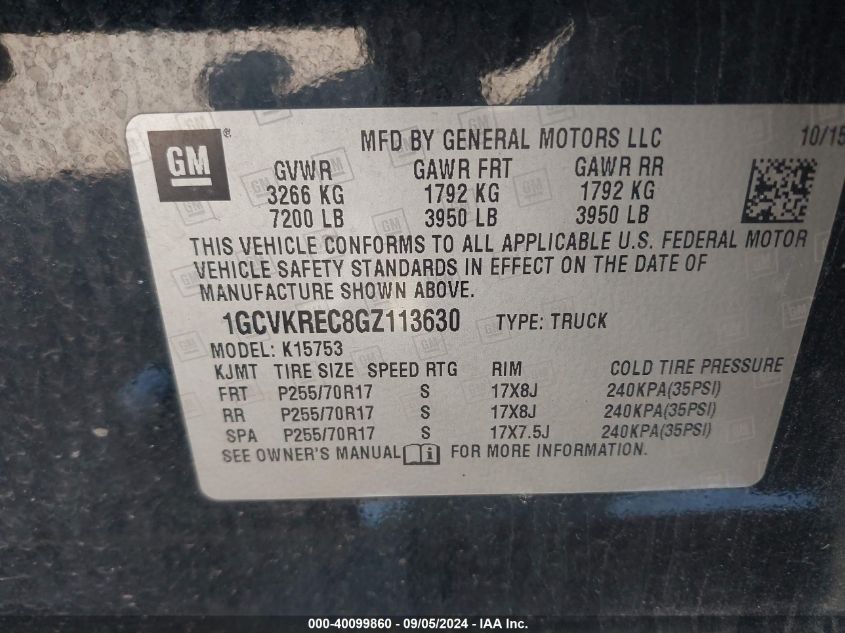 GM ® MFD BY GENERAL MOTORS LLC 10/15
GVWR GAWR FRT GAWR RR
3266 KG 1792 KG 1792 KG
7200 LB 3950 LB 3950 LB
THIS VEHICLE CONFORMS TO ALL APPLICABLE U.S. FEDERAL MOTOR
VEHICLE SAFETY STANDARDS IN EFFECT ON THE DATE OF
MANUFACTURE SHOWN ABOVE.
1GCVKREC8GZ113630 TYPE: TRUCK
MODEL: K15753
KJMT TIRE SIZE SPEED RTG RIM COLD TIRE PRESSURE
FRT P255/70R17 S 17X8J 240KPA(35PSI)
RR P255/70R17 S 17X8J 240KPA(35PSI)
SPA P255/70R17 S 17X7.5J 240KPA(35PSI)
SEE OWNER'S MANUAL FOR MORE INFORMATION.
000-40099860 - 09/05/2024 - IAA Inc.